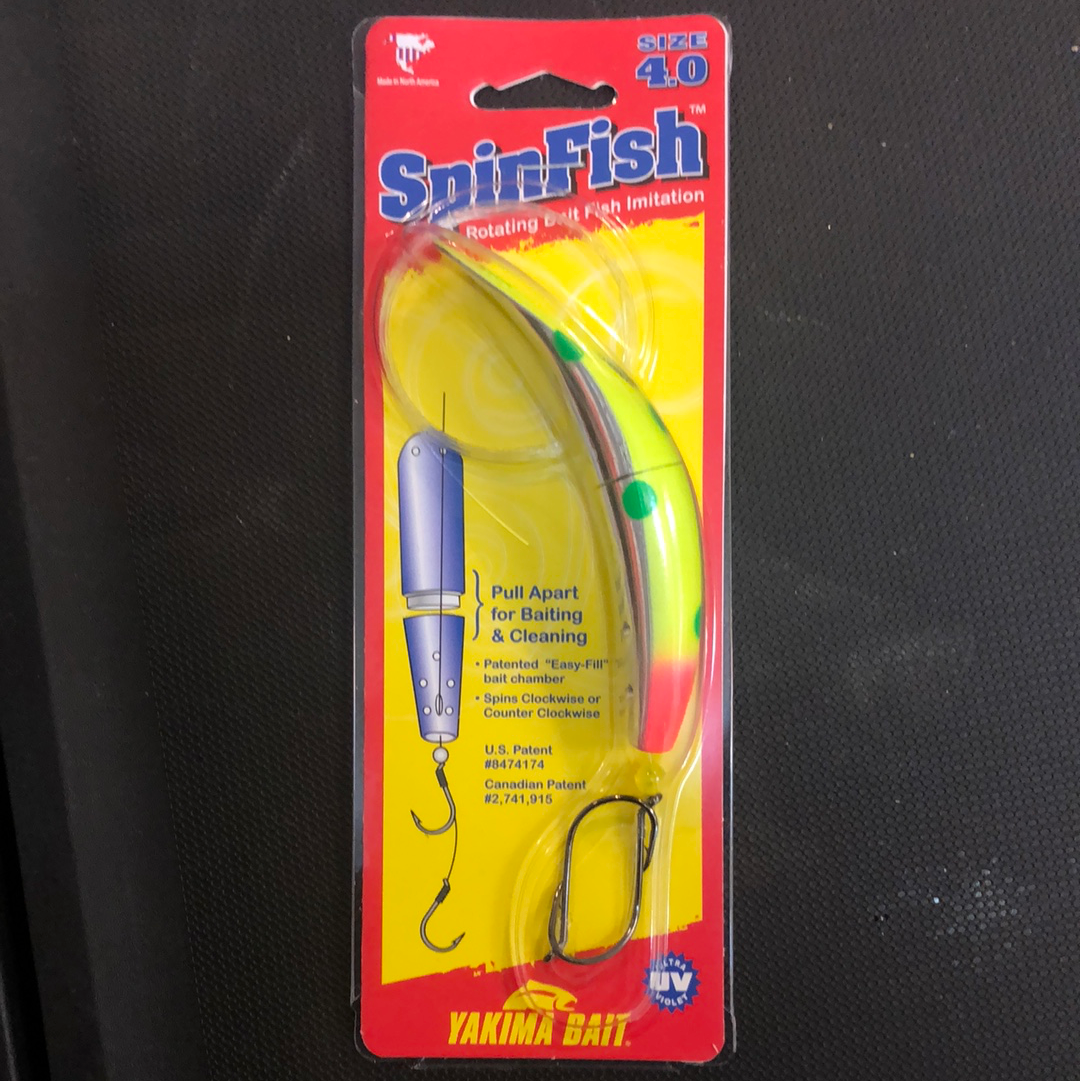 Made in North America
SIZE
4.0
SpinFish™
Rotating Bait Fish Imitation
Pull Apart
for Baiting
& Cleaning
• Patented "Easy-Fill"
bait chamber
• Spins Clockwise or
Counter Clockwise
U.S. Patent
#8474174
Canadian Patent
#2,741,915
ULTRA
UV
VIOLET
YAKIMA BAIT®